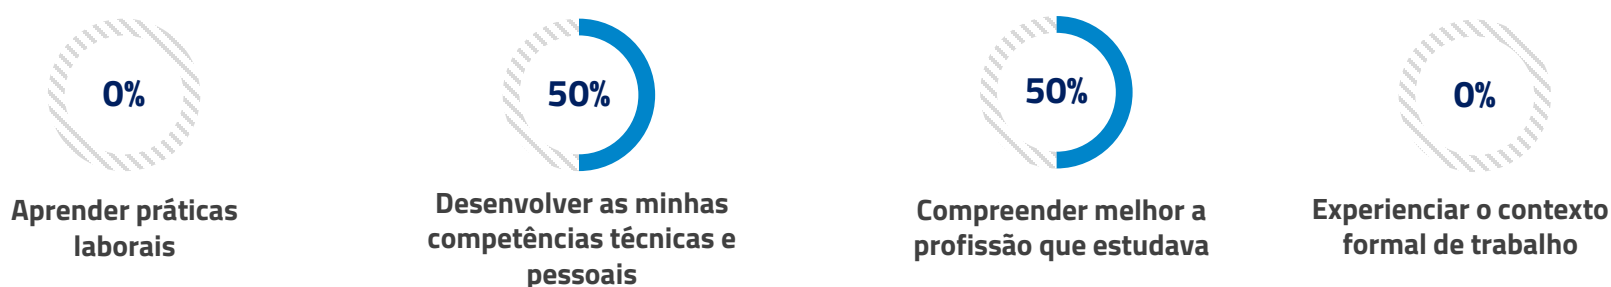 0%
Aprender práticas
laborais
50%
Desenvolver as minhas
competências técnicas e
pessoais
50%
Compreender melhor a
profissão que estudava
0%
Experienciar o contexto
formal de trabalho